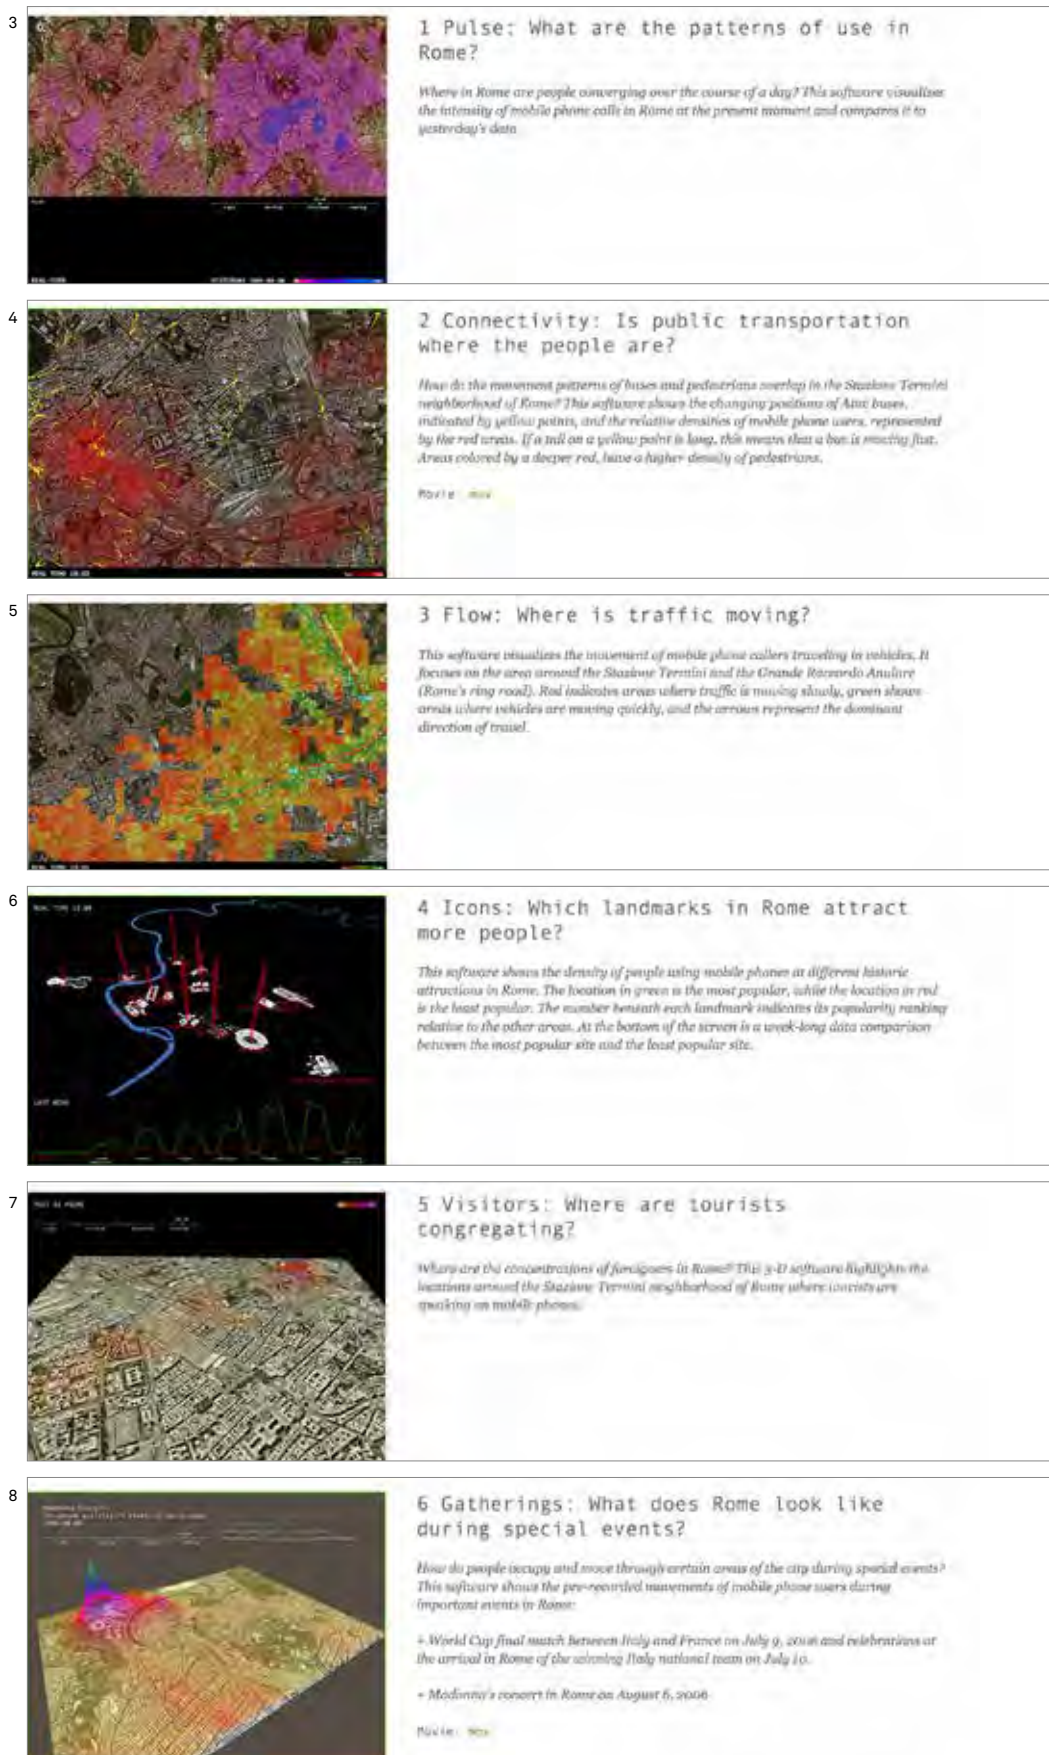 3
1 Pulse: What are the patterns of use in
Rome?
Where in Rome are people converging over the course of a day? This software visualizes
the intensity of mobile phone calls in Rome at the present moment and compares it to
yesterday's data
4
2 Connectivity: Is public transportation
where the people are?
How do the movement patterns of buses and pedestrians overlap in the Stazione Termini
neighborhood of Rome? This software shows the changing positions of Atac buses,
indicated by yellow points, and the relative densities of mobile phone users, represented
by the red areas. If a tail on a yellow point is long, this means that a bus is moving fast.
Areas colored by a deeper red, have a higher density of pedestrians.
Movie: mov
5
3 Flow: Where is traffic moving?
This software visualizes the movement of mobile phone callers traveling in vehicles. It
focuses on the area around the Stazione Termini and the Grande Raccordo Anulare
(Rome's ring road). Red indicates areas where traffic is moving slowly, green shows
areas where vehicles are moving quickly, and the arrows represent the dominant
direction of travel.
6
4 Icons: Which landmarks in Rome attract
more people?
This software shows the density of people using mobile phones at different historic
attractions in Rome. The location in green is the most popular, while the location in red
is the least popular. The number beneath each landmark indicates its popularity ranking
relative to the other areas. At the bottom of the screen is a week-long data comparison
between the most popular site and the least popular site.
LAST WEEK
7
5 Visitors: Where are tourists
congregating?
Where are the concentrations of foreigners in Rome? This 3-D software highlights the
locations around the Stazione Termini neighborhood of Rome where tourists are
speaking on mobile phones.
8
6 Gatherings: What does Rome look like
during special events?
How do people occupy and move through certain areas of the city during special events?
This software shows the pre-recorded movements of mobile phone users during
important events in Rome:
+ World Cup final match between Italy and France on July 9, 2006 and celebrations at
the arrival in Rome of the winning Italy national team on July 10.
+ Madonna's concert in Rome on August 6, 2006
Movie: mov